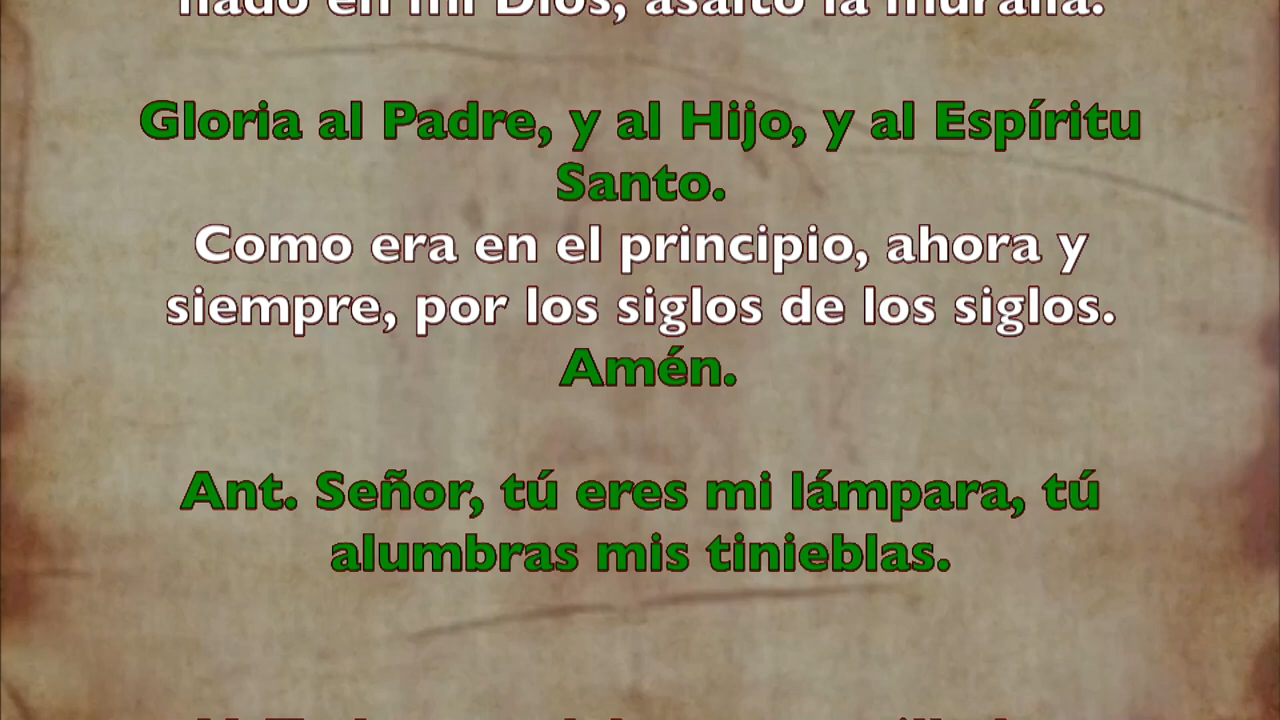 nado en mi Dios, asalto la muralla.
Gloria al Padre, y al Hijo, y al Espíritu
Santo.
Como era en el principio, ahora y
siempre, por los siglos de los siglos.
Amén.
Ant. Señor, tú eres mi lámpara, tú
alumbras mis tinieblas.